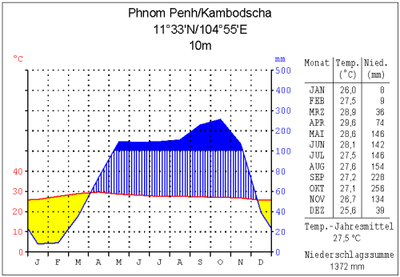 Phnom Penh/Kambodscha
11°33'N/104°55'E
10m
°C
40
30
20
10
0
J F M A M J J A S O N D
mm
500
400
300
200
100
80
60
40
20
0
Monat Temp. Nied.
(°C) (mm)
JAN 26,0 8
FEB 27,5 9
MRZ 28,9 36
APR 29,6 74
MAI 28,6 146
JUN 28,1 142
JUL 27,5 146
AUG 27,6 154
SEP 27,2 228
OKT 27,1 256
NOV 26,7 134
DEZ 25,6 39
Temp.-Jahresmittel
27,5 °C
Niederschlagssumme
1372 mm